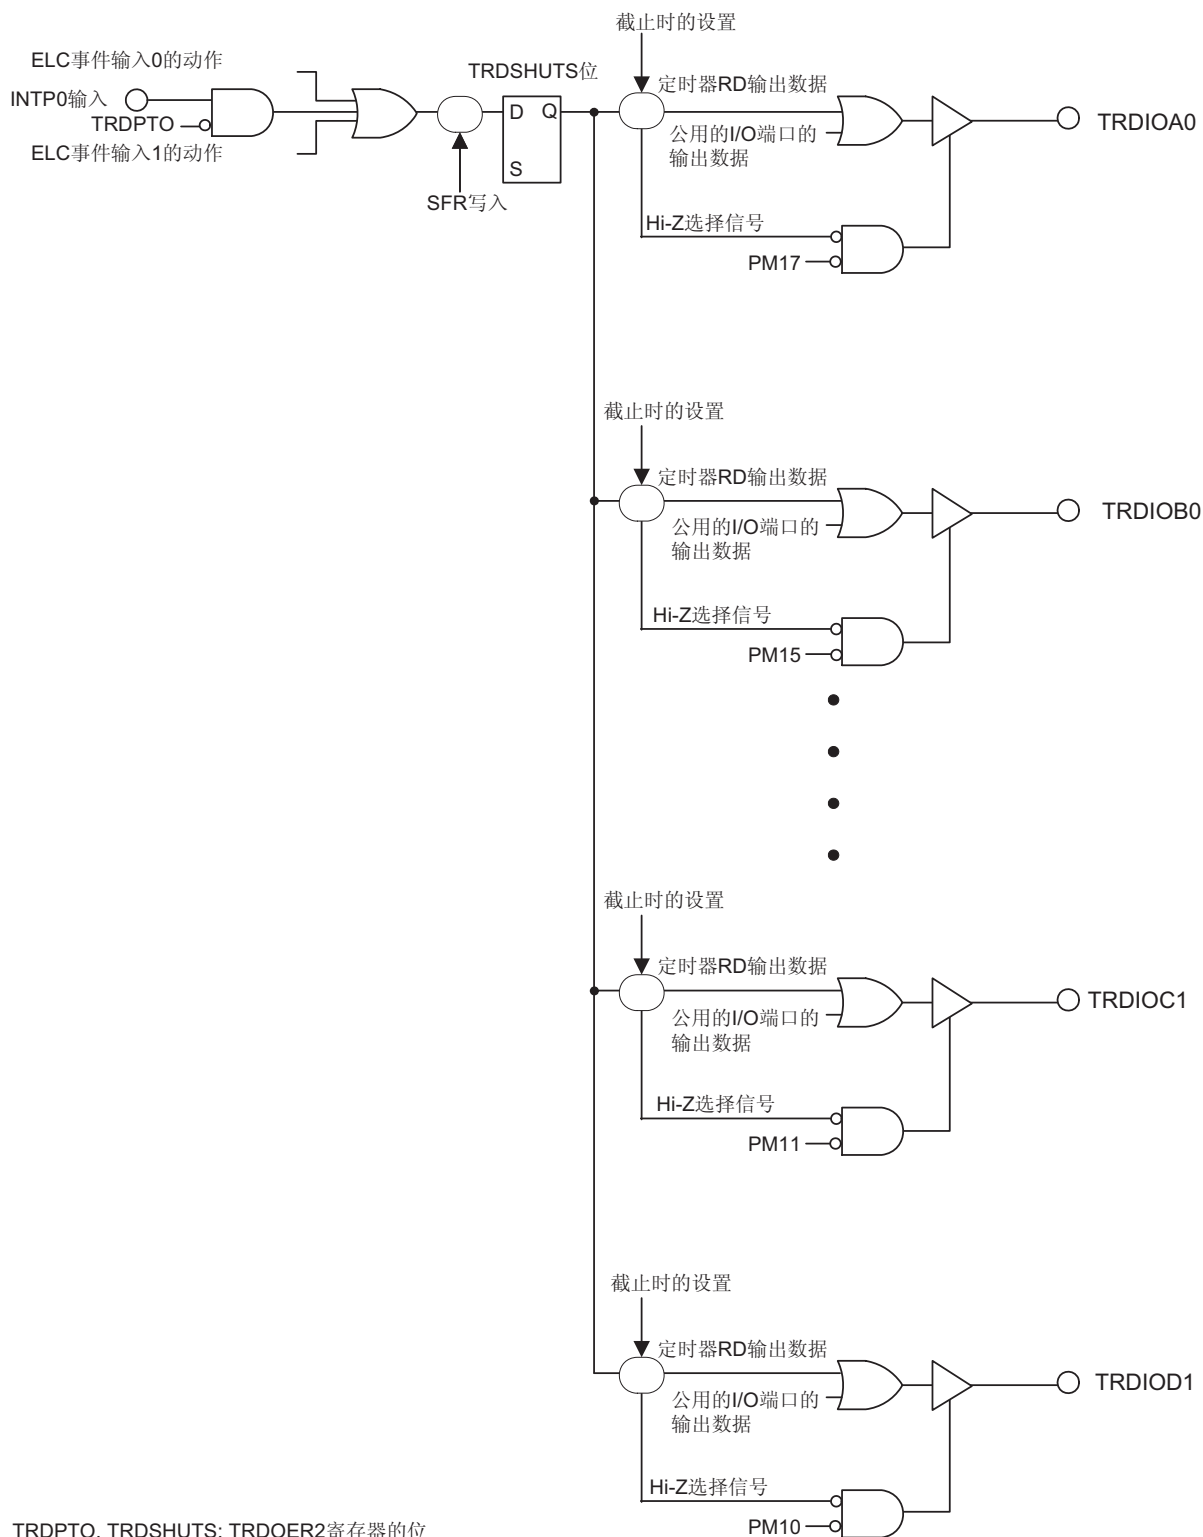 截止时的设置
ELC事件输入0的动作
TRDSHUTS位
定时器RD输出数据
INTP0输入
D Q
TRDIOA0
TRDPTO
公用的I/O端口的
输出数据
ELC事件输入1的动作
S
SFR写入
Hi-Z选择信号
PM17
截止时的设置
定时器RD输出数据
TRDIOB0
公用的I/O端口的
输出数据
Hi-Z选择信号
PM15
截止时的设置
定时器RD输出数据
TRDIOC1
公用的I/O端口的
输出数据
Hi-Z选择信号
PM11
截止时的设置
定时器RD输出数据
TRDIOD1
公用的I/O端口的
输出数据
Hi-Z选择信号
PM10
TRDPTO, TRDSHUTS: TRDOER2寄存器的位